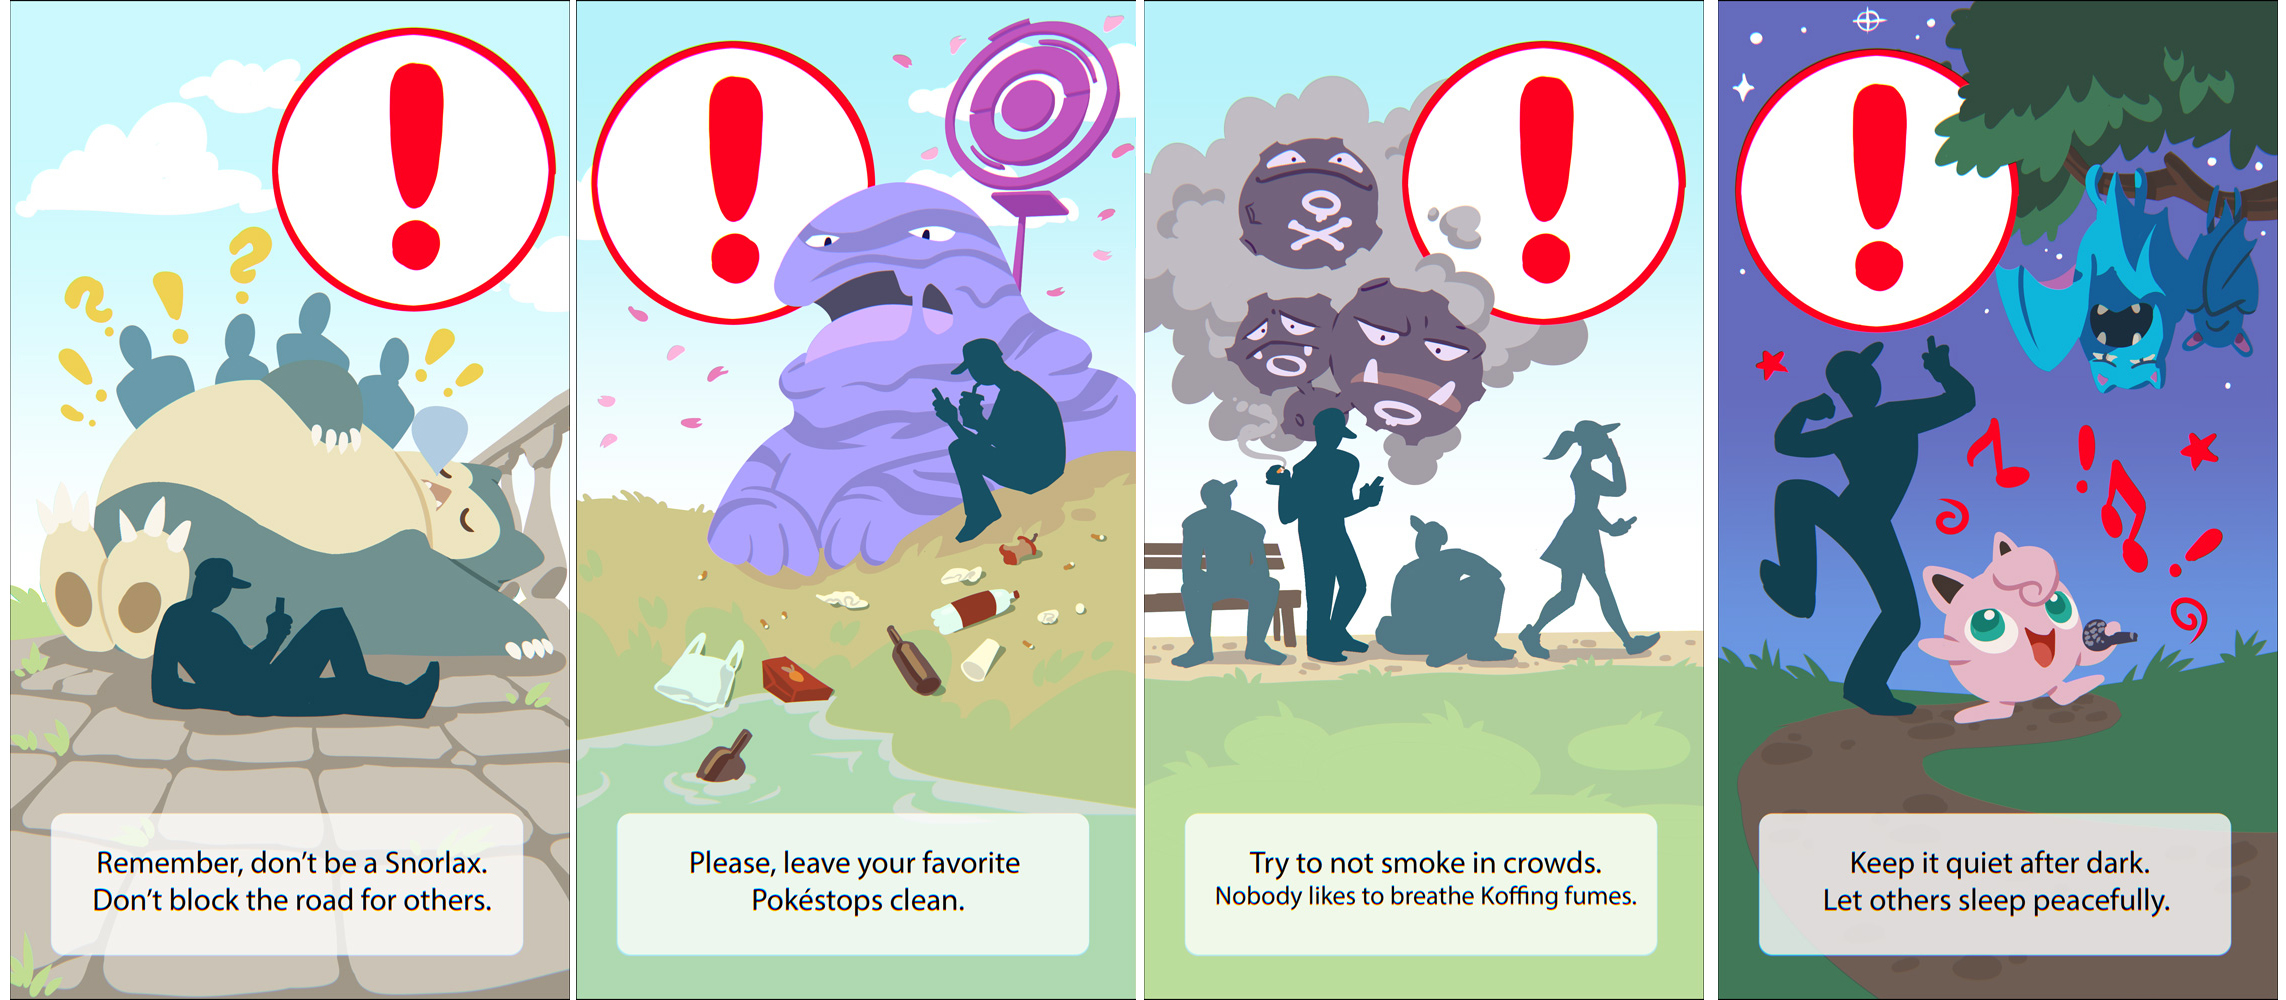 Remember, don't be a Snorlax.
Don't block the road for others.
Please, leave your favorite
Pokéstops clean.
Try to not smoke in crowds.
Nobody likes to breathe Koffing fumes.
Keep it quiet after dark.
Let others sleep peacefully.